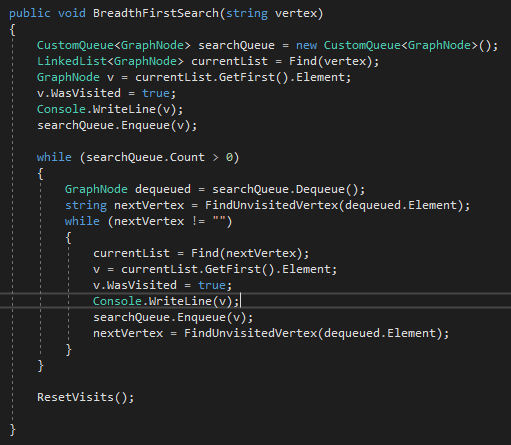 public void BreadthFirstSearch(string vertex)
{
    CustomQueue<GraphNode> searchQueue = new CustomQueue<GraphNode>();
    LinkedList<GraphNode> currentList = Find(vertex);
    GraphNode v = currentList.GetFirst().Element;
    v.WasVisited = true;
    Console.WriteLine(v);
    searchQueue.Enqueue(v);

    while (searchQueue.Count > 0)
    {
        GraphNode dequeued = searchQueue.Dequeue();
        string nextVertex = FindUnvisitedVertex(dequeued.Element);
        while (nextVertex != "")
        {
            currentList = Find(nextVertex);
            v = currentList.GetFirst().Element;
            v.WasVisited = true;
            Console.WriteLine(v);
            searchQueue.Enqueue(v);
            nextVertex = FindUnvisitedVertex(dequeued.Element);
        }
    }

    ResetVisits();

}